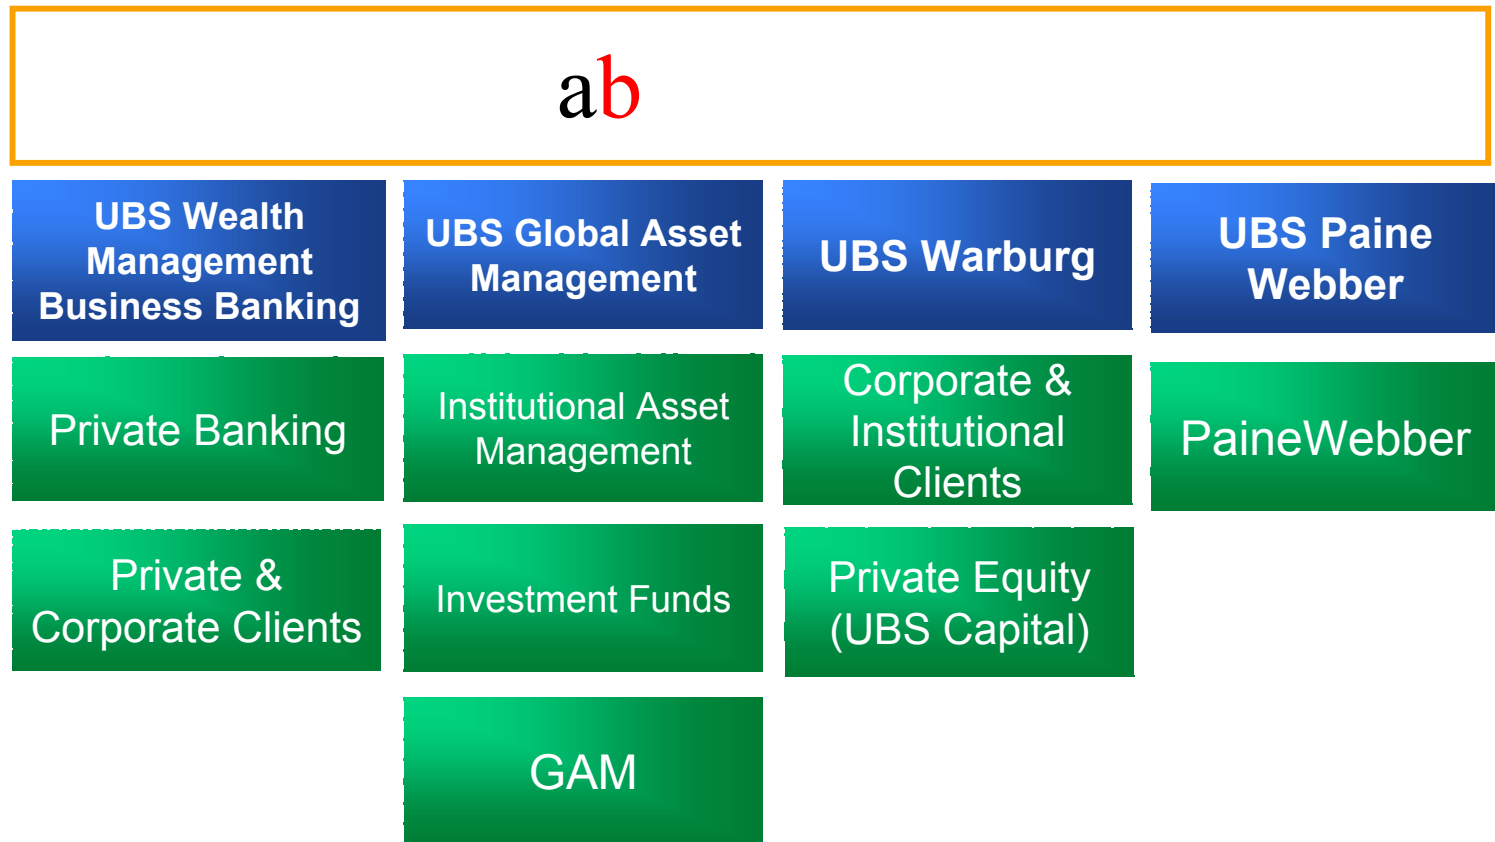 ab
UBS Wealth
Management
Business Banking
UBS Global Asset
Management
UBS Warburg
UBS Paine
Webber
Private Banking
Institutional Asset
Management
Corporate &
Institutional
Clients
PaineWebber
Private &
Corporate Clients
Investment Funds
Private Equity
(UBS Capital)
GAM